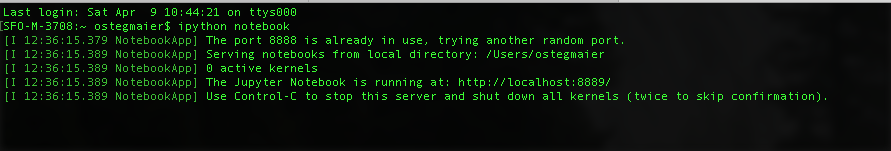 Last login: Sat Apr  9 10:44:21 on ttys000
[SFO-M-3708:~ ostegmaier$ ipython notebook
[I 12:36:15.379 NotebookApp] The port 8888 is already in use, trying another random port.
[I 12:36:15.389 NotebookApp] Serving notebooks from local directory: /Users/ostegmaier
[I 12:36:15.389 NotebookApp] 0 active kernels
[I 12:36:15.389 NotebookApp] The Jupyter Notebook is running at: http://localhost:8889/
[I 12:36:15.389 NotebookApp] Use Control-C to stop this server and shut down all kernels (twice to skip confirmation).